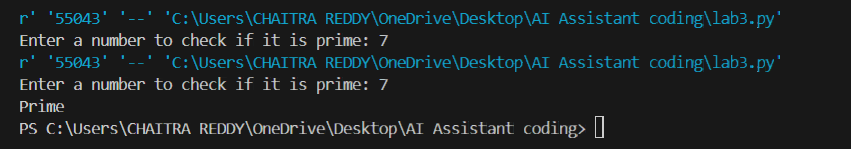 r' '55043' '--' 'C:\Users\CHAITRA REDDY\OneDrive\Desktop\AI Assistant coding\lab3.py'
Enter a number to check if it is prime: 7
r' '55043' '--' 'C:\Users\CHAITRA REDDY\OneDrive\Desktop\AI Assistant coding\lab3.py'
Enter a number to check if it is prime: 7
Prime
PS C:\Users\CHAITRA REDDY\OneDrive\Desktop\AI Assistant coding>